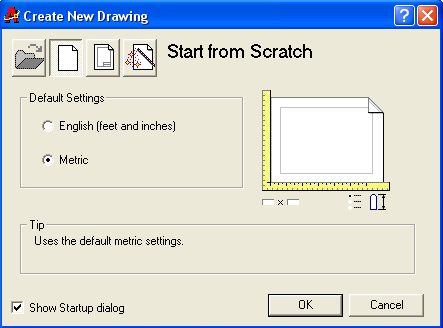 Create New Drawing
Start from Scratch
Default Settings
English (feet and inches)
Metric
Tip
Uses the default metric settings.
Show Startup dialog
OK
Cancel